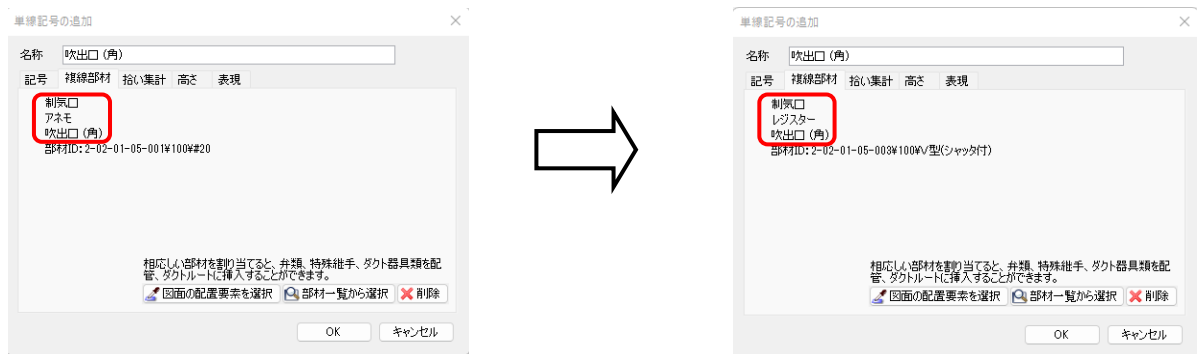 単線記号の追加
名称 吹出口 (角)
記号 複線部材 拾い集計 高さ 表現
制気口
アネモ
吹出口 (角)
部材ID: 2-02-01-05-001¥100¥#20
相応しい部材を割り当てると、弁類、特殊継手、ダクト器具類を配
管、ダクトルートに挿入することができます。
図面の配置要素を選択 部材一覧から選択 削除
OK キャンセル
単線記号の追加
名称 吹出口 (角)
記号 複線部材 拾い集計 高さ 表現
制気口
レジスター
吹出口 (角)
部材ID: 2-02-01-05-003¥100¥V型(シャッタ付)
相応しい部材を割り当てると、弁類、特殊継手、ダクト器具類を配
管、ダクトルートに挿入することができます。
図面の配置要素を選択 部材一覧から選択 削除
OK キャンセル